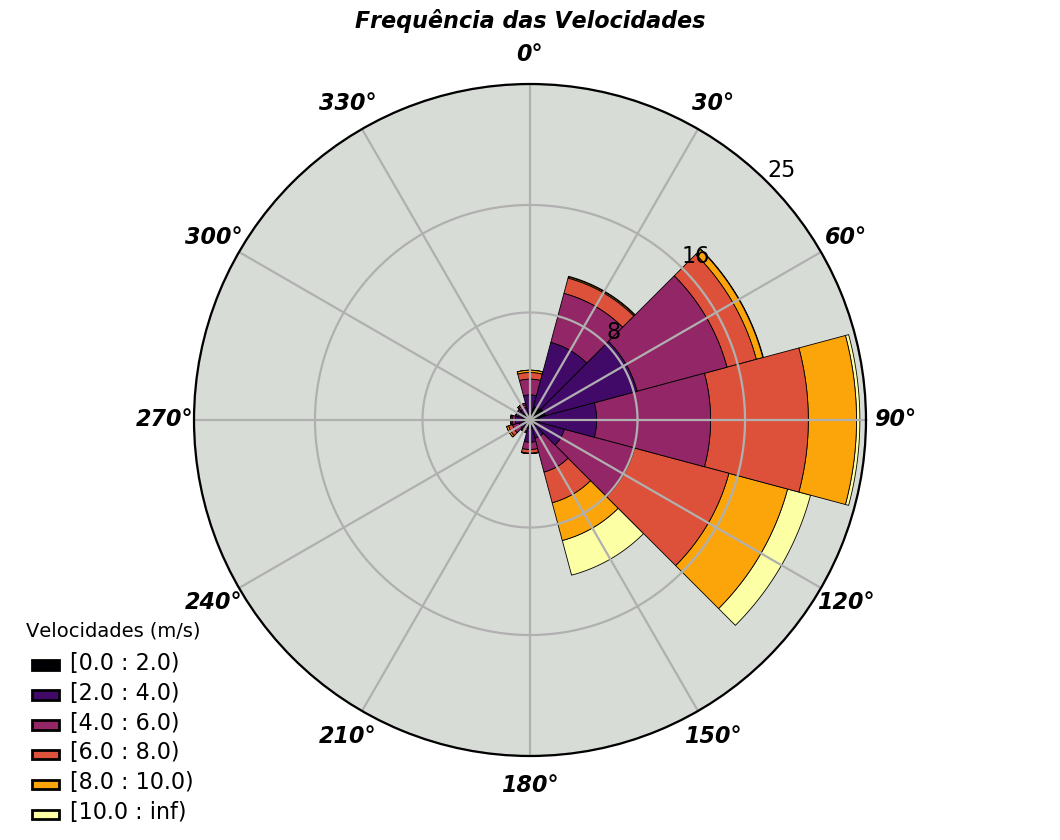 Frequência das Velocidades
0°
330°
30°
25
300°
60°
16
8
270°
90°
240°
120°
210°
150°
180°
Velocidades (m/s)
[0.0 : 2.0)
[2.0 : 4.0)
[4.0 : 6.0)
[6.0 : 8.0)
[8.0 : 10.0)
[10.0 : inf)